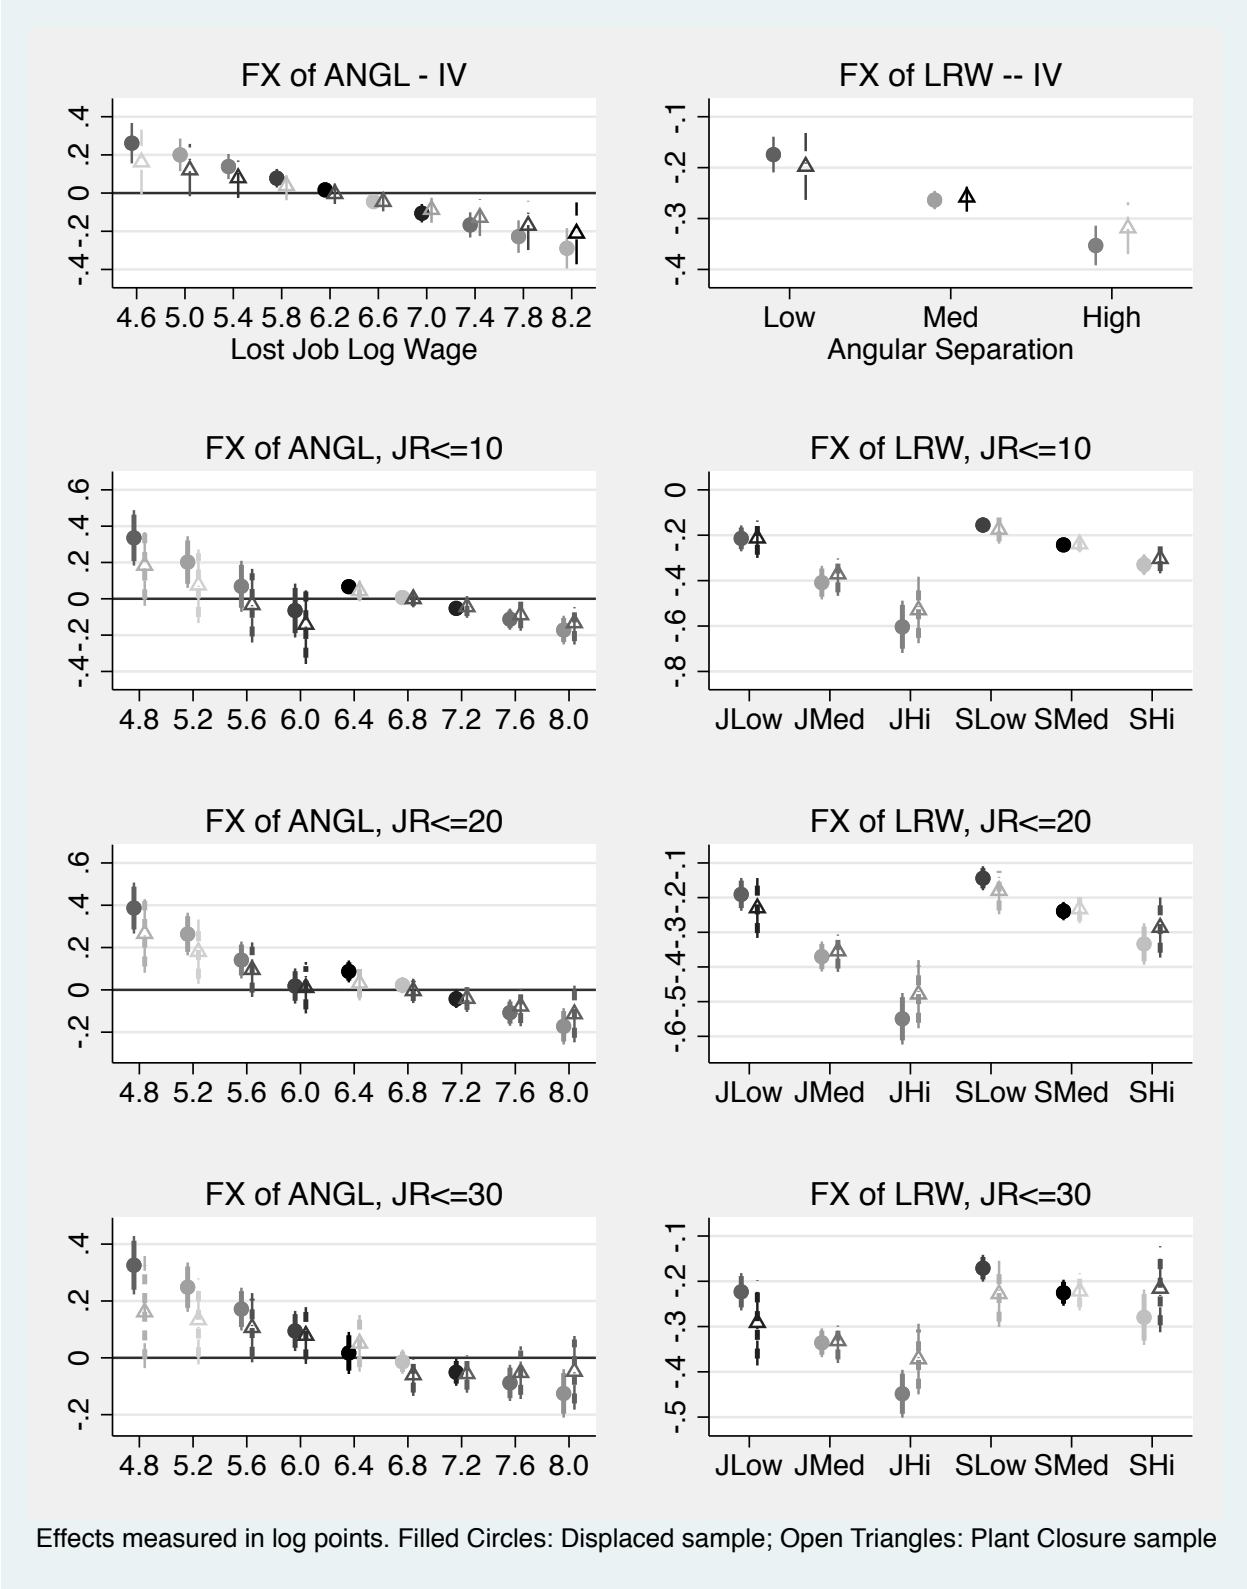 FX of ANGL - IV
.4
.2
0
-.2
-.4
4.6 5.0 5.4 5.8 6.2 6.6 7.0 7.4 7.8 8.2
Lost Job Log Wage
FX of LRW -- IV
-.1
-.2
-.3
-.4
Low Med High
Angular Separation
FX of ANGL, JR<=10
.6
.4
.2
0
-.2
-.4
4.8 5.2 5.6 6.0 6.4 6.8 7.2 7.6 8.0
FX of LRW, JR<=10
0
-.2
-.4
-.6
-.8
JLow JMed JHi SLow SMed SHi
FX of ANGL, JR<=20
.6
.4
.2
0
-.2
4.8 5.2 5.6 6.0 6.4 6.8 7.2 7.6 8.0
FX of LRW, JR<=20
-.1
-.2
-.3
-.4
-.5
-.6
JLow JMed JHi SLow SMed SHi
FX of ANGL, JR<=30
.4
.2
0
-.2
4.8 5.2 5.6 6.0 6.4 6.8 7.2 7.6 8.0
FX of LRW, JR<=30
-.1
-.2
-.3
-.4
-.5
JLow JMed JHi SLow SMed SHi
Effects measured in log points. Filled Circles: Displaced sample; Open Triangles: Plant Closure sample